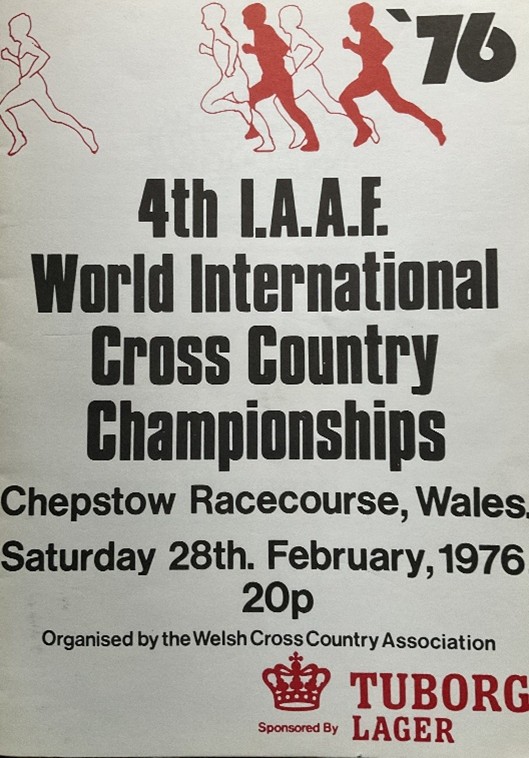 '76
4th I.A.A.F.
World International
Cross Country
Championships
Chepstow Racecourse, Wales.
Saturday 28th. February, 1976
20p
Organised by the Welsh Cross Country Association
Sponsored By TUBORG
LAGER